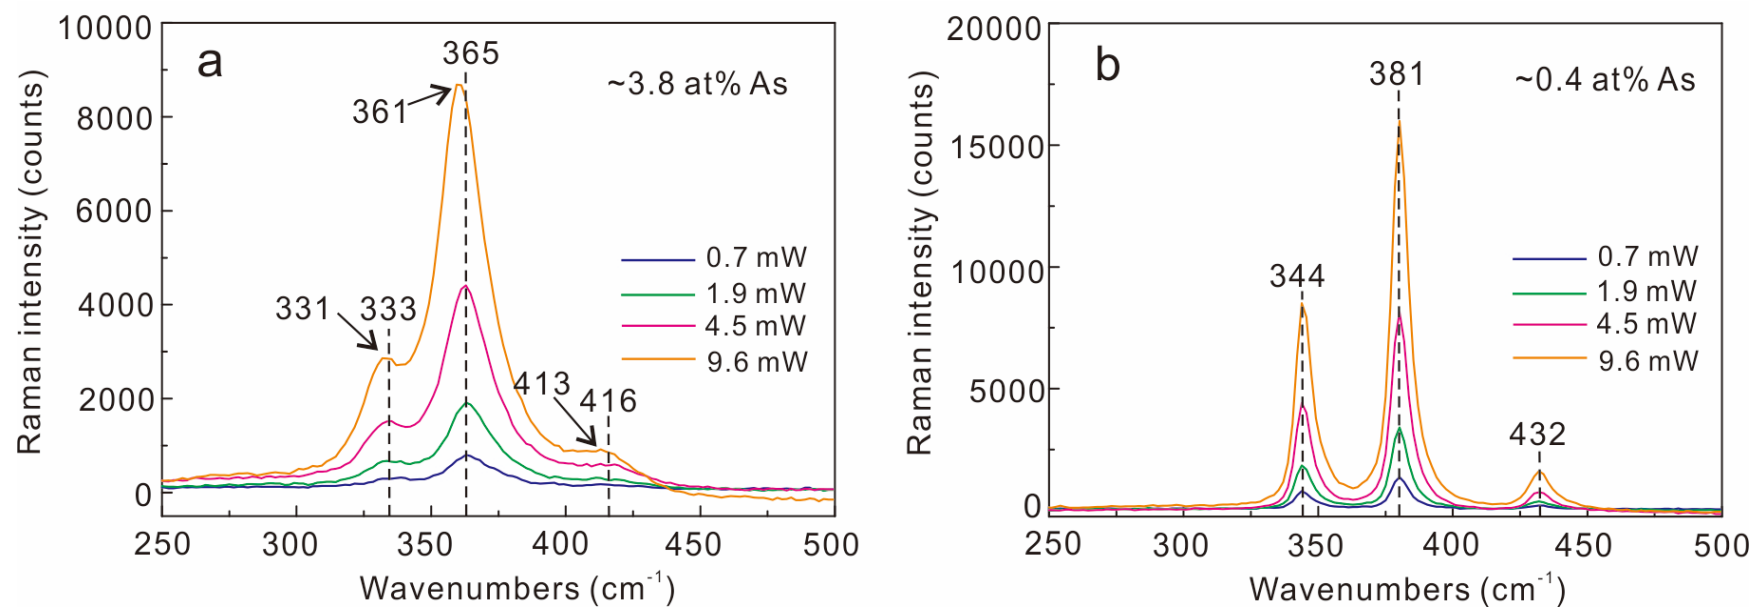 a
~3.8 at% As
365
361
331
333
413
416
0.7 mW
1.9 mW
4.5 mW
9.6 mW
10000
8000
6000
4000
2000
0
Raman intensity (counts)
250 300 350 400 450 500
Wavenumbers (cm⁻¹)
b
~0.4 at% As
381
344
432
0.7 mW
1.9 mW
4.5 mW
9.6 mW
20000
15000
10000
5000
0
Raman intensity (counts)
250 300 350 400 450 500
Wavenumbers (cm⁻¹)